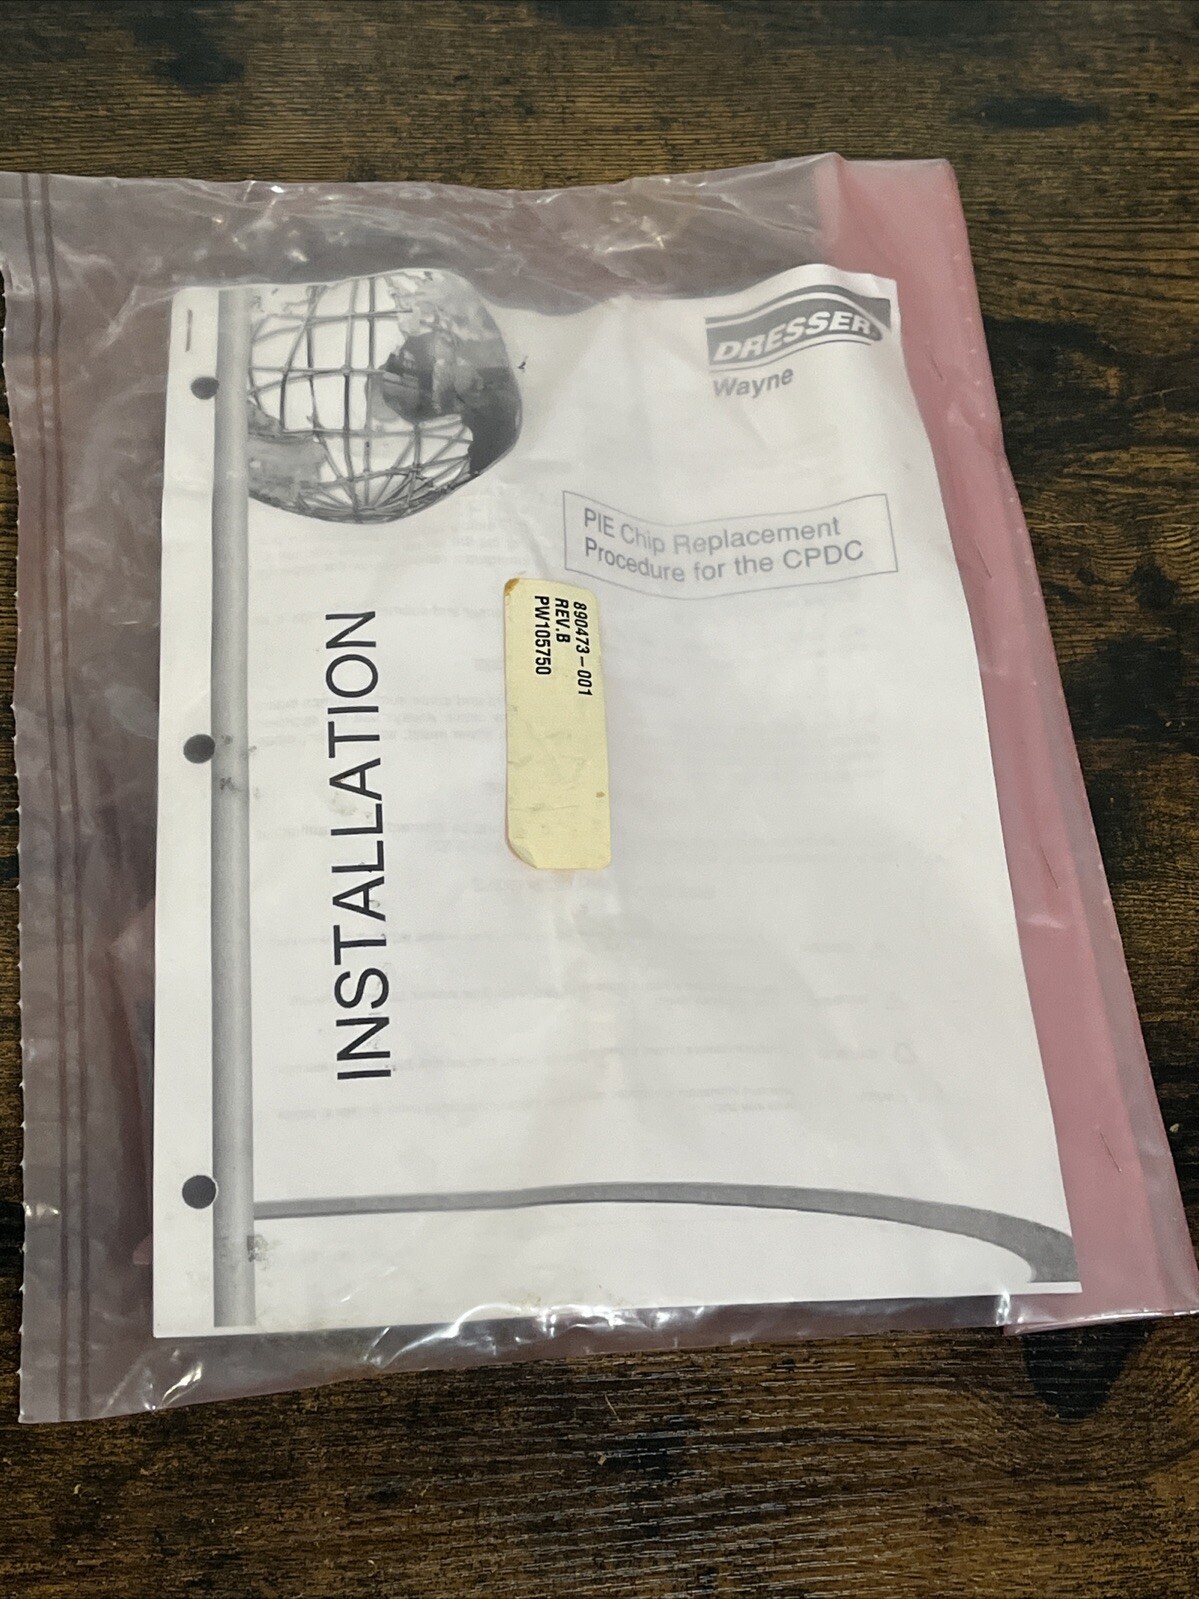 DRESSER
Wayne
PIE Chip Replacement
Procedure for the CPDC
890473-001
REV.B
PW105750
INSTALLATION